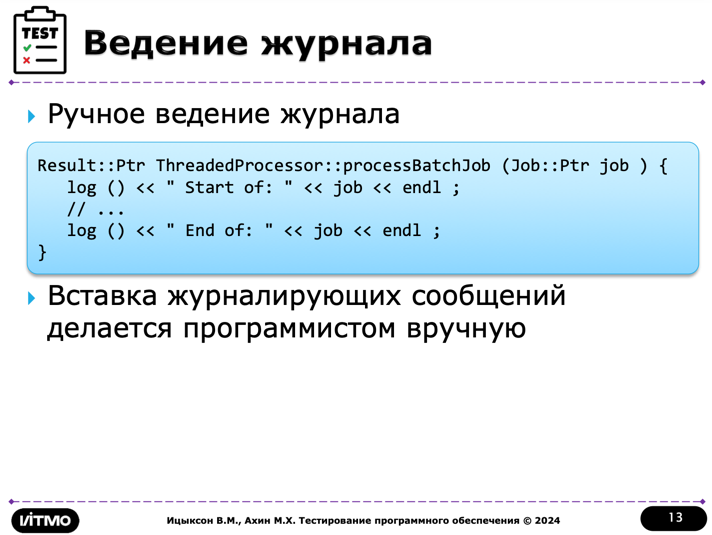 TEST
Ведение журнала
Ручное ведение журнала
Result::Ptr ThreadedProcessor::processBatchJob (Job::Ptr job ) {
log () << " Start of: " << job << endl ;
// ...
log () << " End of: " << job << endl ;
}
Вставка журналирующих сообщений
делается программистом вручную
ИТМО
Ицыксон В.М., Ахин М.Х. Тестирование программного обеспечения © 2024
13